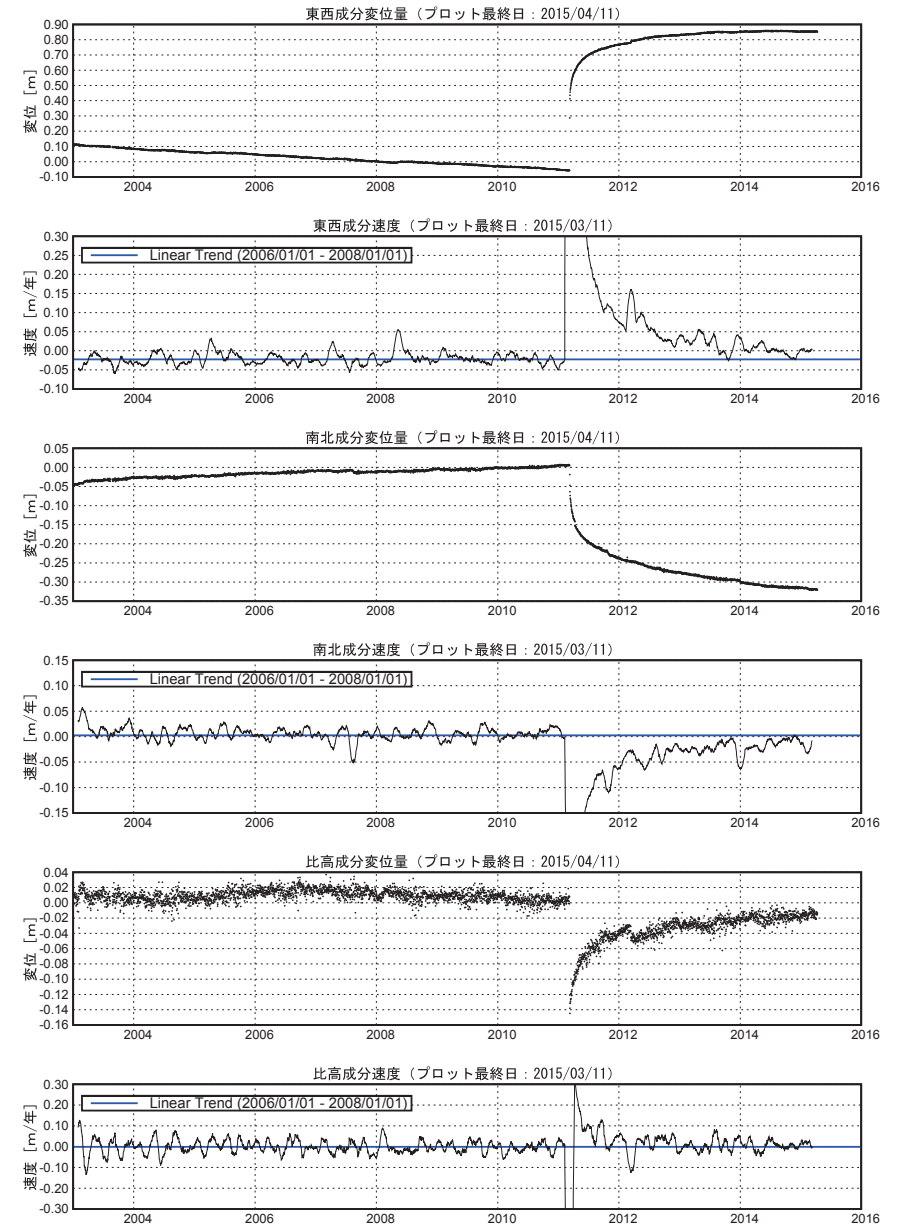 東西成分変位量（プロット最終日：2015/04/11）
0.90
0.80
0.70
0.60
0.50
0.40
0.30
0.20
0.10
0.00
-0.10
変位 [m]
2004 2006 2008 2010 2012 2014 2016
東西成分速度（プロット最終日：2015/03/11）
0.30
0.25
0.20
0.15
0.10
0.05
0.00
-0.05
-0.10
速度 [m/年]
Linear Trend (2006/01/01 - 2008/01/01)
2004 2006 2008 2010 2012 2014 2016
南北成分変位量（プロット最終日：2015/04/11）
0.05
0.00
-0.05
-0.10
-0.15
-0.20
-0.25
-0.30
-0.35
変位 [m]
2004 2006 2008 2010 2012 2014 2016
南北成分速度（プロット最終日：2015/03/11）
0.15
0.10
0.05
0.00
-0.05
-0.10
-0.15
速度 [m/年]
Linear Trend (2006/01/01 - 2008/01/01)
2004 2006 2008 2010 2012 2014 2016
比高成分変位量（プロット最終日：2015/04/11）
0.04
0.02
0.00
-0.02
-0.04
-0.06
-0.08
-0.10
-0.12
-0.14
-0.16
変位 [m]
2004 2006 2008 2010 2012 2014 2016
比高成分速度（プロット最終日：2015/03/11）
0.30
0.20
0.10
0.00
-0.10
-0.20
-0.30
速度 [m/年]
Linear Trend (2006/01/01 - 2008/01/01)
2004 2006 2008 2010 2012 2014 2016